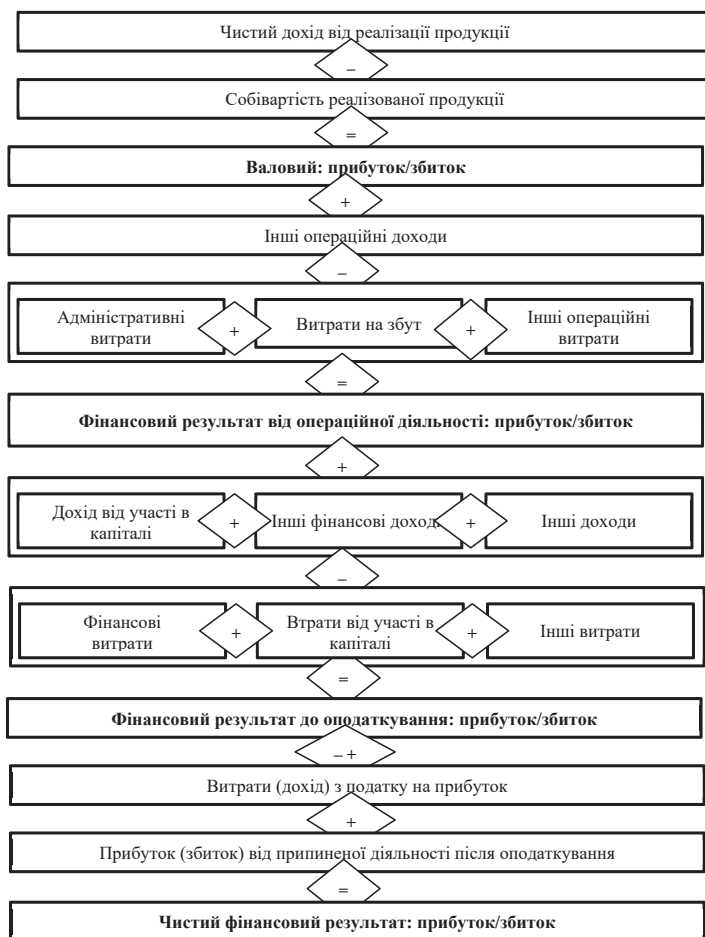 Чистий дохід від реалізації продукції
–
Собівартість реалізованої продукції
=
Валовий: прибуток/збиток
+
Інші операційні доходи
–
Адміністративні
витрати
+
Витрати на збут
+
Інші операційні
витрати
=
Фінансовий результат від операційної діяльності: прибуток/збиток
+
Дохід від участі в
капіталі
+
Інші фінансові доход
+
Інші доходи
–
Фінансові
витрати
+
Втрати від участі в
капіталі
+
Інші витрати
=
Фінансовий результат до оподаткування: прибуток/збиток
– +
Витрати (дохід) з податку на прибуток
+
Прибуток (збиток) від припиненої діяльності після оподаткування
=
Чистий фінансовий результат: прибуток/збиток